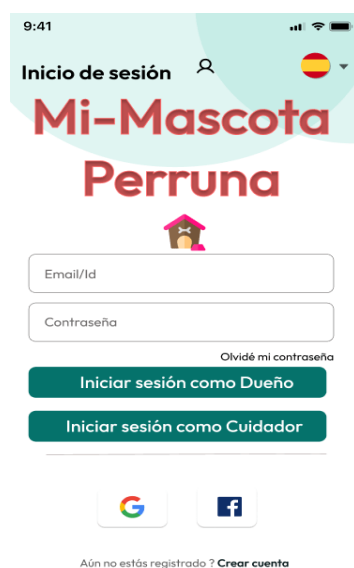 9:41
Inicio de sesión
Mi-Mascota
Perruna
Email/Id
Contraseña
Olvidé mi contraseña
Iniciar sesión como Dueño
Iniciar sesión como Cuidador
Aún no estás registrado ? Crear cuenta